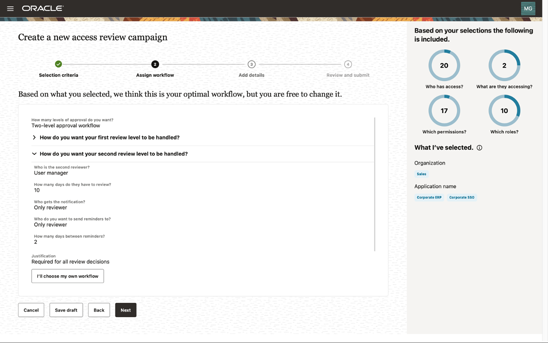 ORACLE
MG
Create a new access review campaign
2
3
4
Selection criteria
Assign workflow
Add details
Review and submit
Based on what you selected, we think this is your optimal workflow, but you are free to change it.
How many levels of approval do you want?
Two-level approval workflow
How do you want your first review level to be handled?
How do you want your second review level to be handled?
Who is the second reviewer?
User manager
How many days do they have to review?
10
Who gets the notification?
Only reviewer
Who do you want to send reminders to?
Only reviewer
How many days between reminders?
2
Justification
Required for all review decisions
I'll choose my own workflow
Cancel
Save draft
Back
Next
Based on your selections the following
is included.
20
2
Who has access?
What are they accessing?
17
10
Which permissions?
Which roles?
What I've selected.
Organization
Sales
Application name
Corporate ERP
Corporate SSO